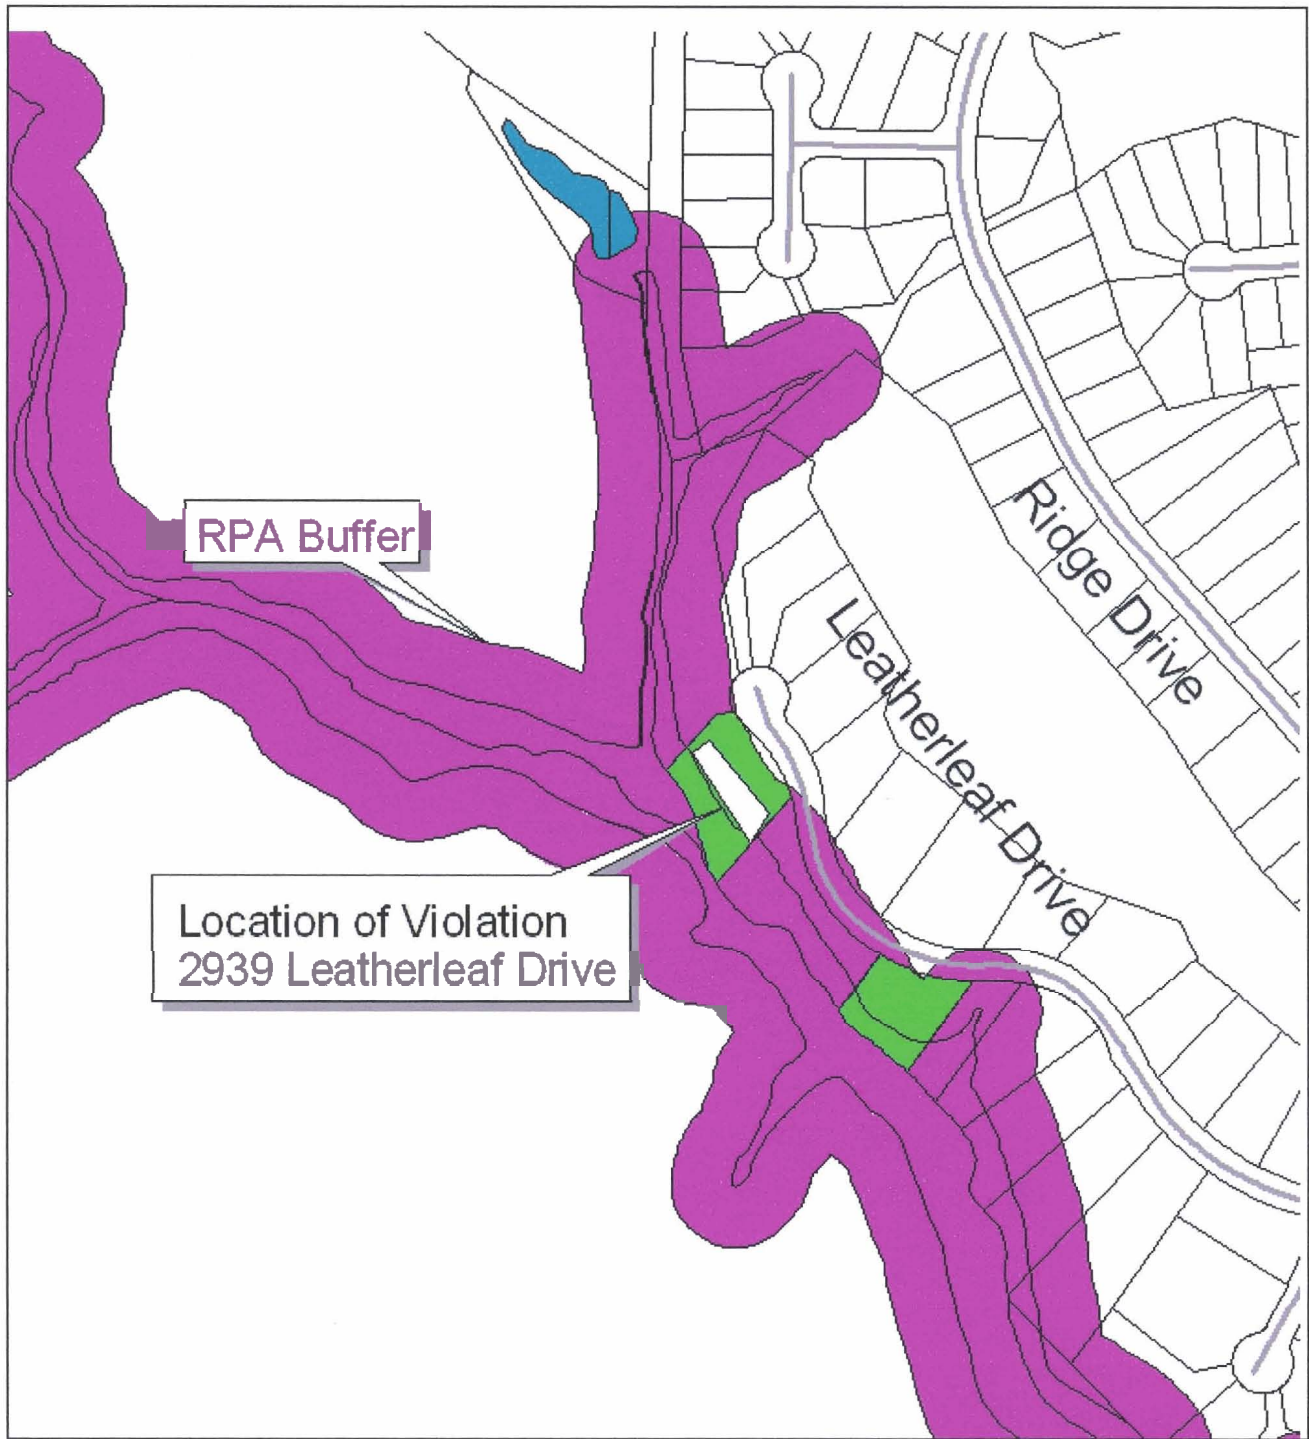 RPA Buffer
Ridge Drive
Leatherleaf Drive
Location of Violation
2939 Leatherleaf Drive